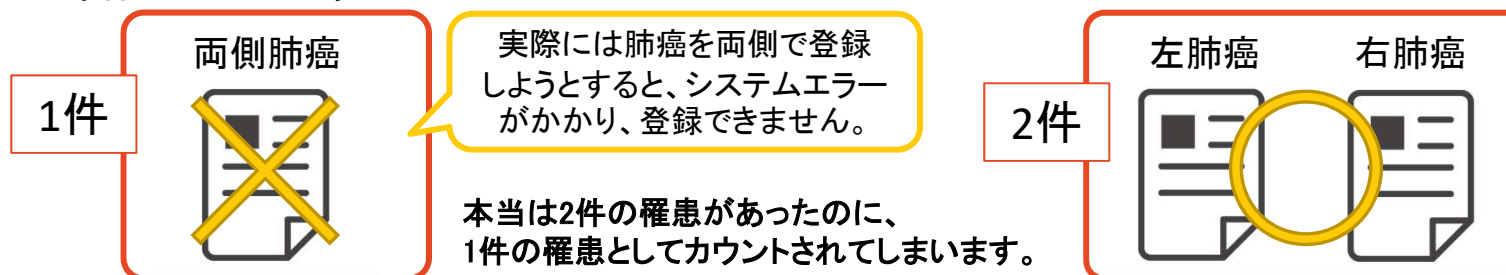 両側肺癌
1件
実際には肺癌を両側で登録
しようとすると、システムエラー
がかかり、登録できません。
本当は2件の罹患があったのに、
1件の罹患としてカウントされてしまいます。
左肺癌 右肺癌
2件